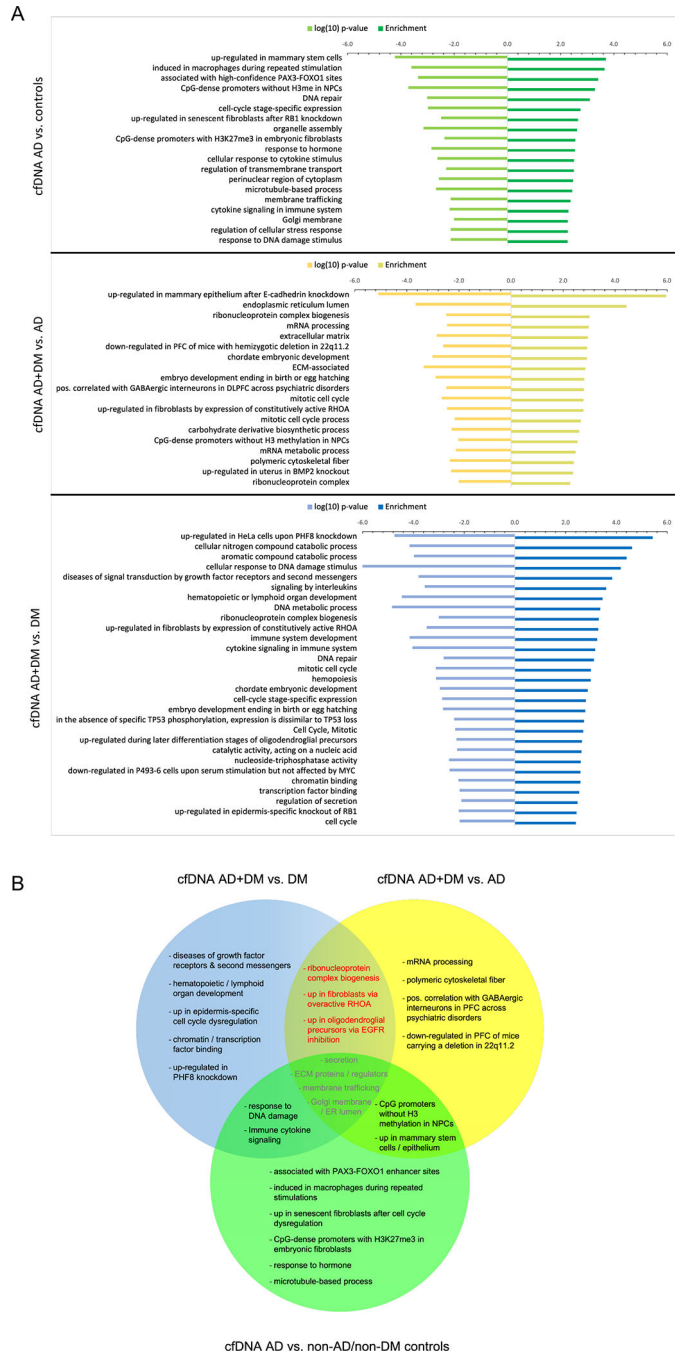 A
cfDNA AD vs. controls
log(10) p-value Enrichment
-6.0 -4.0 -2.0 0.0 2.0 4.0 6.0
up-regulated in mammary stem cells
induced in macrophages during repeated stimulation
associated with high-confidence PAX3-FOXO1 sites
CpG-dense promoters without H3me in NPCs
DNA repair
cell-cycle stage-specific expression
up-regulated in senescent fibroblasts after RB1 knockdown
organelle assembly
CpG-dense promoters with H3K27me3 in embryonic fibroblasts
response to hormone
cellular response to cytokine stimulus
regulation of transmembrane transport
perinuclear region of cytoplasm
microtubule-based process
membrane trafficking
cytokine signaling in immune system
Golgi membrane
regulation of cellular stress response
response to DNA damage stimulus
cfDNA AD+DM vs. AD
log(10) p-value Enrichment
-6.0 -4.0 -2.0 0.0 2.0 4.0 6.0
up-regulated in mammary epithelium after E-cadhedrin knockdown
endoplasmic reticulum lumen
ribonucleoprotein complex biogenesis
mRNA processing
extracellular matrix
down-regulated in PFC of mice with hemizygotic deletion in 22q11.2
chordate embryonic development
ECM-associated
embryo development ending in birth or egg hatching
pos. correlated with GABAergic interneurons in DLPFC across psychiatric disorders
mitotic cell cycle
up-regulated in fibroblasts by expression of constitutively active RHOA
mitotic cell cycle process
carbohydrate derivative biosynthetic process
CpG-dense promoters without H3 methylation in NPCs
mRNA metabolic process
polymeric cytoskeletal fiber
up-regulated in uterus in BMP2 knockout
ribonucleoprotein complex
cfDNA AD+DM vs. DM
log(10) p-value Enrichment
-6.0 -4.0 -2.0 0.0 2.0 4.0 6.0
up-regulated in HeLa cells upon PHF8 knockdown
cellular nitrogen compound catabolic process
aromatic compound catabolic process
cellular response to DNA damage stimulus
diseases of signal transduction by growth factor receptors and second messengers
signaling by interleukins
hematopoietic or lymphoid organ development
DNA metabolic process
ribonucleoprotein complex biogenesis
up-regulated in fibroblasts by expression of constitutively active RHOA
immune system development
cytokine signaling in immune system
DNA repair
mitotic cell cycle
hemopoiesis
chordate embryonic development
cell-cycle stage-specific expression
embryo development ending in birth or egg hatching
in the absence of specific TP53 phosphorylation, expression is dissimilar to TP53 loss
Cell Cycle, Mitotic
up-regulated during later differentiation stages of oligodendroglial precursors
catalytic activity, acting on a nucleic acid
nucleoside-triphosphatase activity
down-regulated in P493-6 cells upon serum stimulation but not affected by MYC
chromatin binding
transcription factor binding
regulation of secretion
up-regulated in epidermis-specific knockout of RB1
cell cycle
B
cfDNA AD+DM vs. DM
cfDNA AD+DM vs. AD
- diseases of growth factor
receptors & second messengers
- hematopoietic / lymphoid
organ development
- up in epidermis-specific
cell cycle dysregulation
- chromatin / transcription
factor binding
- up-regulated in
PHF8 knockdown
- ribonucleoprotein
complex biogenesis
- up in fibroblasts via
overactive RHOA
- up in oligodendroglial
precursors via EGFR
inhibition
- mRNA processing
- polymeric cytoskeletal fiber
- pos. correlation with GABAergic
interneurons in PFC across
psychiatric disorders
- down-regulated in PFC of mice
carrying a deletion in 22q11.2
- secretion
- ECM proteins / regulators
- membrane trafficking
- Golgi membrane
/ ER lumen
- response to
DNA damage
- Immune cytokine
signaling
- CpG promoters
without H3
methylation in NPCs
- up in mammary stem
cells / epithelium
- associated with PAX3-FOXO1 enhancer sites
- induced in macrophages during repeated
stimulations
- up in senescent fibroblasts after cell cycle
dysregulation
- CpG-dense promoters with H3K27me3 in
embryonic fibroblasts
- response to hormone
- microtubule-based process
cfDNA AD vs. non-AD/non-DM controls